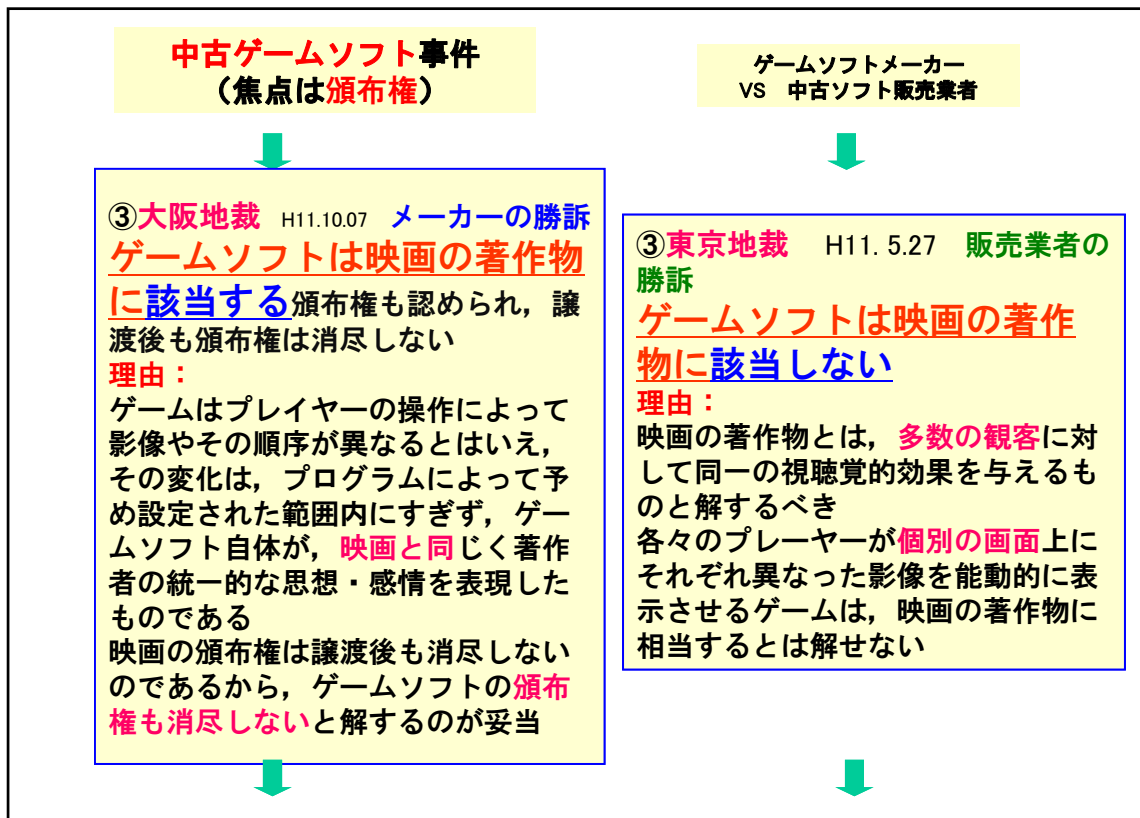 中古ゲームソフト事件
(焦点は頒布権)
ゲームソフトメーカー
VS 中古ソフト販売業者
③大阪地裁 H11.10.07 メーカーの勝訴
ゲームソフトは映画の著作物
に該当する頒布権も認められ，譲
渡後も頒布権は消尽しない
理由：
ゲームはプレイヤーの操作によって
影像やその順序が異なるとはいえ，
その変化は，プログラムによって予
め設定された範囲内にすぎず，ゲー
ムソフト自体が，映画と同じく著作
者の統一的な思想・感情を表現した
ものである
映画の頒布権は譲渡後も消尽しない
のであるから，ゲームソフトの頒布
権も消尽しないと解するのが妥当
③東京地裁 H11. 5.27 販売業者の
勝訴
ゲームソフトは映画の著作
物に該当しない
理由：
映画の著作物とは，多数の観客に対
して同一の視聴覚的効果を与えるも
のと解するべき
各々のプレーヤーが個別の画面上に
それぞれ異なった影像を能動的に表
示させるゲームは，映画の著作物に
相当するとは解せない